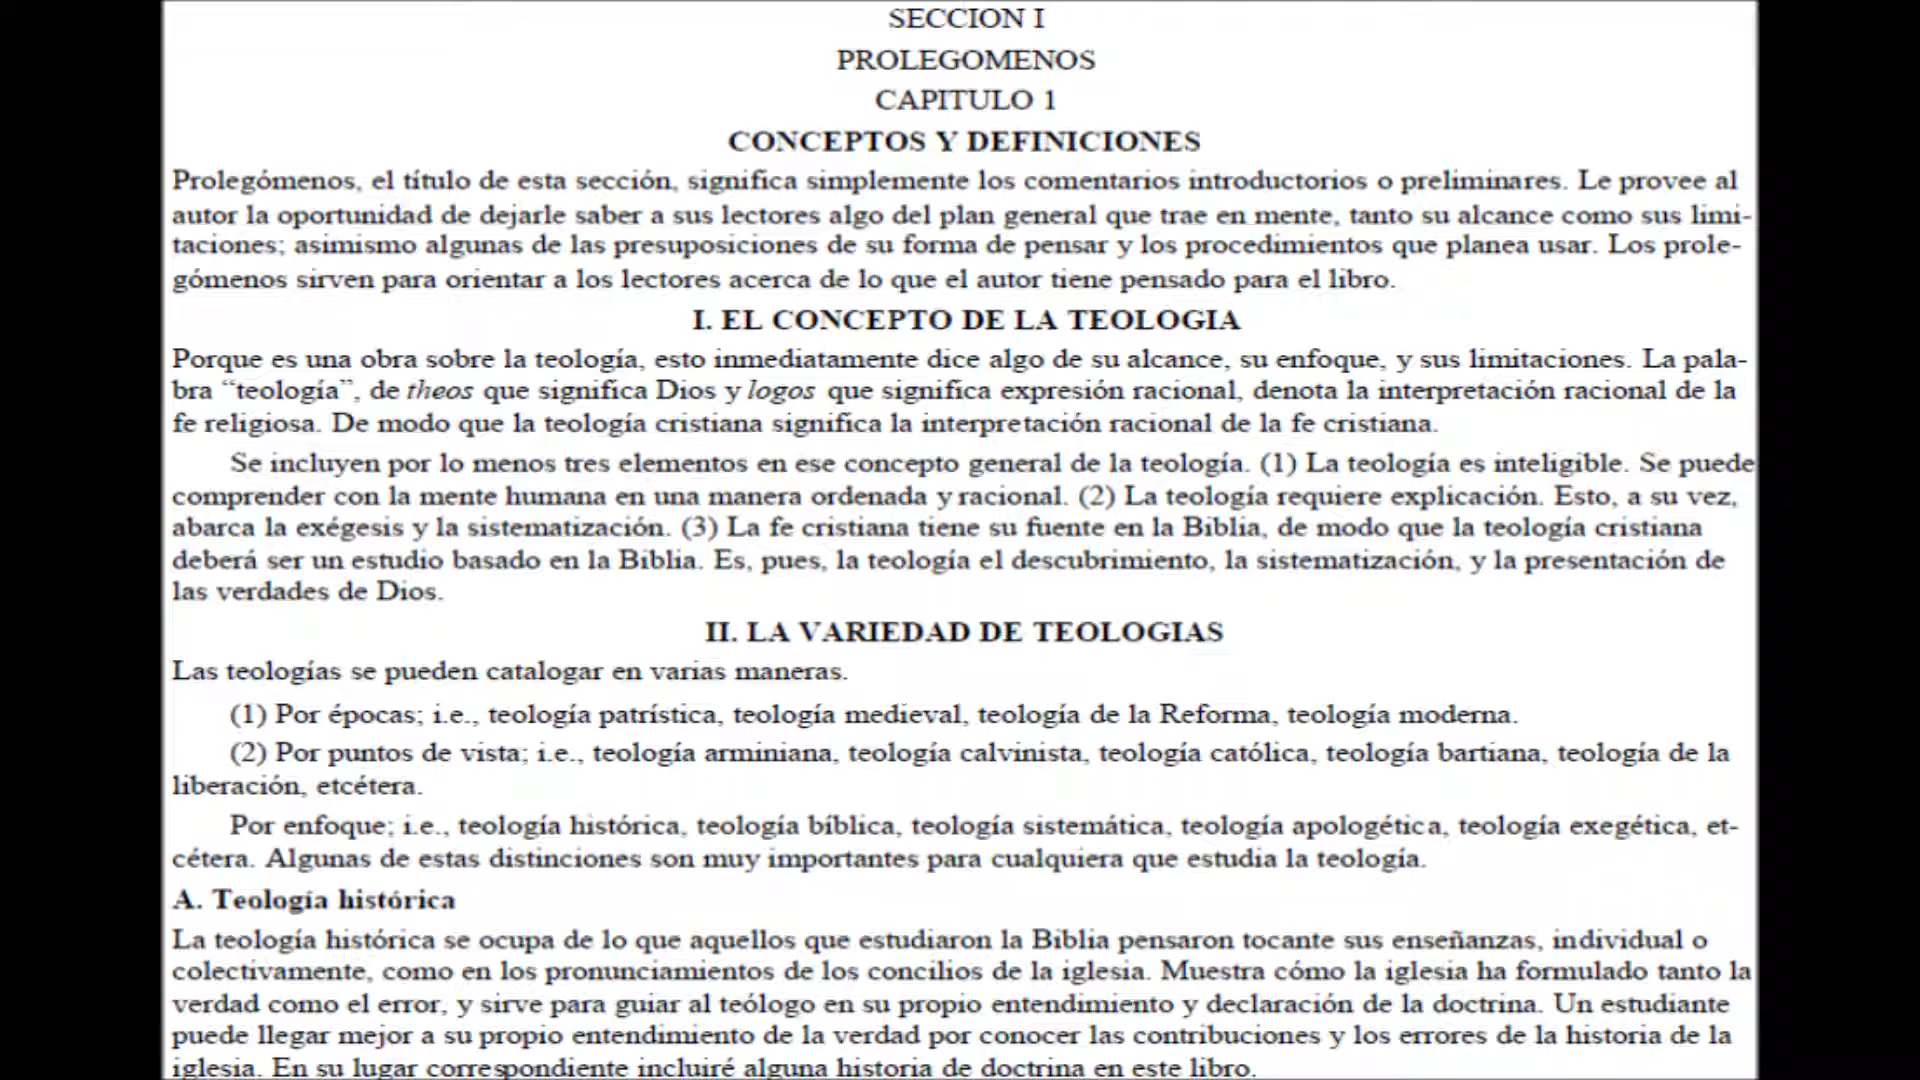 SECCION I
PROLEGOMENOS
CAPITULO 1
CONCEPTOS Y DEFINICIONES
Prolegómenos, el título de esta sección, significa simplemente los comentarios introductorios o preliminares. Le provee al
autor la oportunidad de dejarle saber a sus lectores algo del plan general que trae en mente, tanto su alcance como sus limi-
taciones; asimismo algunas de las presuposiciones de su forma de pensar y los procedimientos que planea usar. Los prole-
gómenos sirven para orientar a los lectores acerca de lo que el autor tiene pensado para el libro.
I. EL CONCEPTO DE LA TEOLOGIA
Porque es una obra sobre la teología, esto inmediatamente dice algo de su alcance, su enfoque, y sus limitaciones. La pala-
bra “teología”, de theos que significa Dios y logos que significa expresión racional, denota la interpretación racional de la
fe religiosa. De modo que la teología cristiana significa la interpretación racional de la fe cristiana.
Se incluyen por lo menos tres elementos en ese concepto general de la teología. (1) La teología es inteligible. Se puede
comprender con la mente humana en una manera ordenada y racional. (2) La teología requiere explicación. Esto, a su vez,
abarca la exégesis y la sistematización. (3) La fe cristiana tiene su fuente en la Biblia, de modo que la teología cristiana
deberá ser un estudio basado en la Biblia. Es, pues, la teología el descubrimiento, la sistematización, y la presentación de
las verdades de Dios.
II. LA VARIEDAD DE TEOLOGIAS
Las teologías se pueden catalogar en varias maneras.
(1) Por épocas; i.e., teología patrística, teología medieval, teología de la Reforma, teología moderna.
(2) Por puntos de vista; i.e., teología arminiana, teología calvinista, teología católica, teología bartiana, teología de la
liberación, etcétera.
Por enfoque; i.e., teología histórica, teología bíblica, teología sistemática, teología apologética, teología exegética, et-
cétera. Algunas de estas distinciones son muy importantes para cualquiera que estudia la teología.
A. Teología histórica
La teología histórica se ocupa de lo que aquellos que estudiaron la Biblia pensaron tocante sus enseñanzas, individual o
colectivamente, como en los pronunciamientos de los concilios de la iglesia. Muestra cómo la iglesia ha formulado tanto la
verdad como el error, y sirve para guiar al teólogo en su propio entendimiento y declaración de la doctrina. Un estudiante
puede llegar mejor a su propio entendimiento de la verdad por conocer las contribuciones y los errores de la historia de la
iglesia. En su lugar correspondiente incluiré alguna historia de doctrina en este libro.